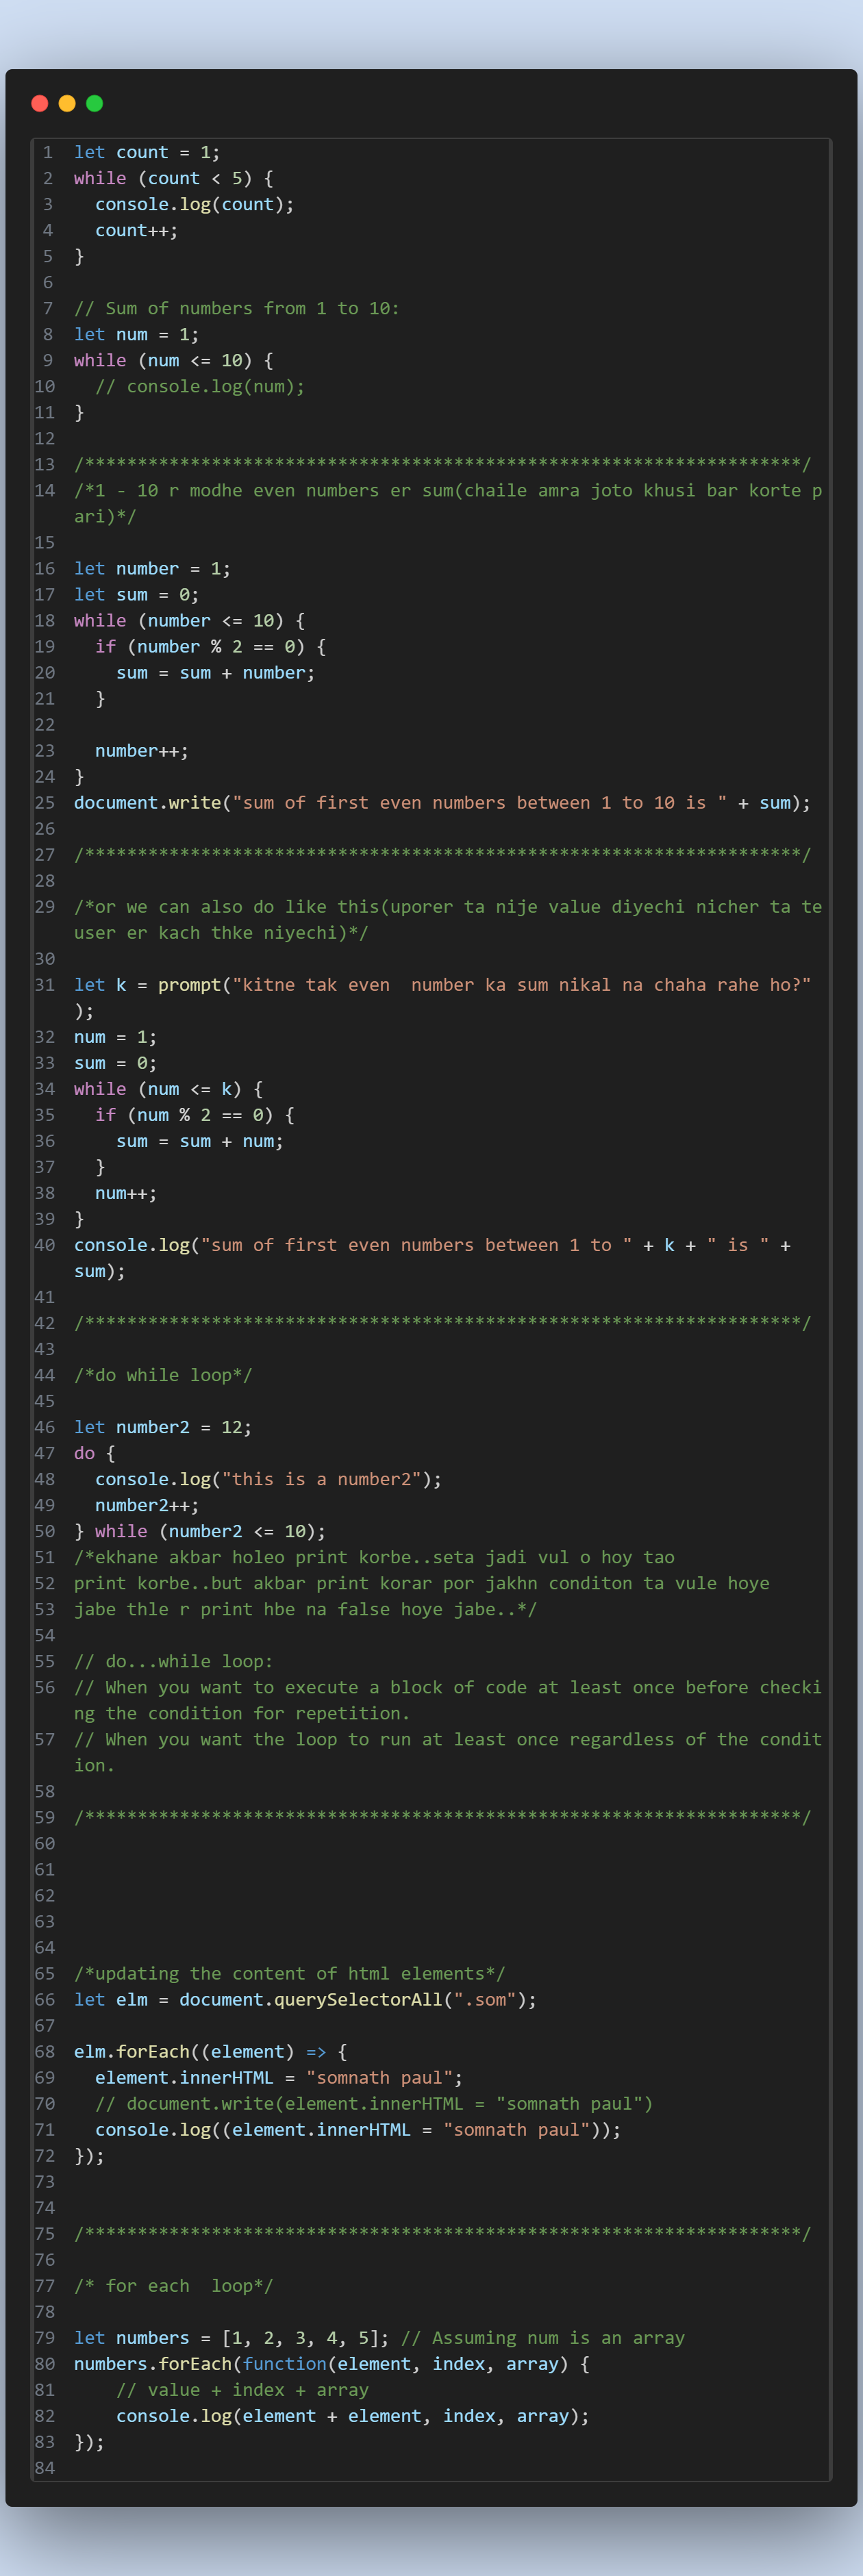 1 let count = 1;
2 while (count < 5) {
3   console.log(count);
4   count++;
5 }
6
7 // Sum of numbers from 1 to 10:
8 let num = 1;
9 while (num <= 10) {
10   // console.log(num);
11 }
12
13 /********************************************************************/
14 /*1 - 10 r modhe even numbers er sum(chaile amra joto khusi bar korte p
ari)*/
15
16 let number = 1;
17 let sum = 0;
18 while (number <= 10) {
19   if (number % 2 == 0) {
20     sum = sum + number;
21   }
22
23   number++;
24 }
25 document.write("sum of first even numbers between 1 to 10 is " + sum);
26
27 /********************************************************************/
28
29 /*or we can also do like this(uporer ta nije value diyechi nicher ta te
user er kach thke niyechi)*/
30
31 let k = prompt("kitne tak even  number ka sum nikal na chaha rahe ho?"
);
32 num = 1;
33 sum = 0;
34 while (num <= k) {
35   if (num % 2 == 0) {
36     sum = sum + num;
37   }
38   num++;
39 }
40 console.log("sum of first even numbers between 1 to " + k + " is " +
sum);
41
42 /********************************************************************/
43
44 /*do while loop*/
45
46 let number2 = 12;
47 do {
48   console.log("this is a number2");
49   number2++;
50 } while (number2 <= 10);
51 /*ekhane akbar holeo print korbe..seta jadi vul o hoy tao
52 print korbe..but akbar print korar por jakhn conditon ta vule hoye
53 jabe thle r print hbe na false hoye jabe..*/
54
55 // do...while loop:
56 // When you want to execute a block of code at least once before checki
ng the condition for repetition.
57 // When you want the loop to run at least once regardless of the condit
ion.
58
59 /********************************************************************/
60
61
62
63
64
65 /*updating the content of html elements*/
66 let elm = document.querySelectorAll(".som");
67
68 elm.forEach((element) => {
69   element.innerHTML = "somnath paul";
70   // document.write(element.innerHTML = "somnath paul")
71   console.log((element.innerHTML = "somnath paul"));
72 });
73
74
75 /********************************************************************/
76
77 /* for each  loop*/
78
79 let numbers = [1, 2, 3, 4, 5]; // Assuming num is an array
80 numbers.forEach(function(element, index, array) {
81     // value + index + array
82     console.log(element + element, index, array);
83 });
84